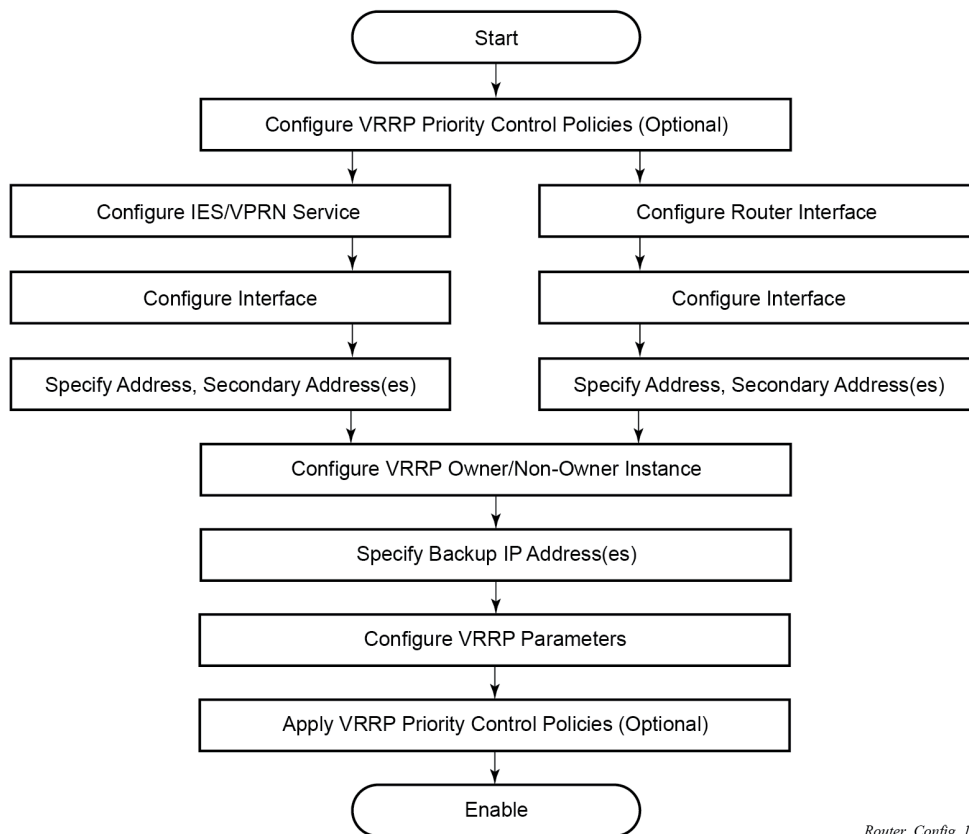 Start
Configure VRRP Priority Control Policies (Optional)
Configure IES/VPRN Service
Configure Router Interface
Configure Interface
Configure Interface
Specify Address, Secondary Address(es)
Specify Address, Secondary Address(es)
Configure VRRP Owner/Non-Owner Instance
Specify Backup IP Address(es)
Configure VRRP Parameters
Apply VRRP Priority Control Policies (Optional)
Enable
Router_Config_1